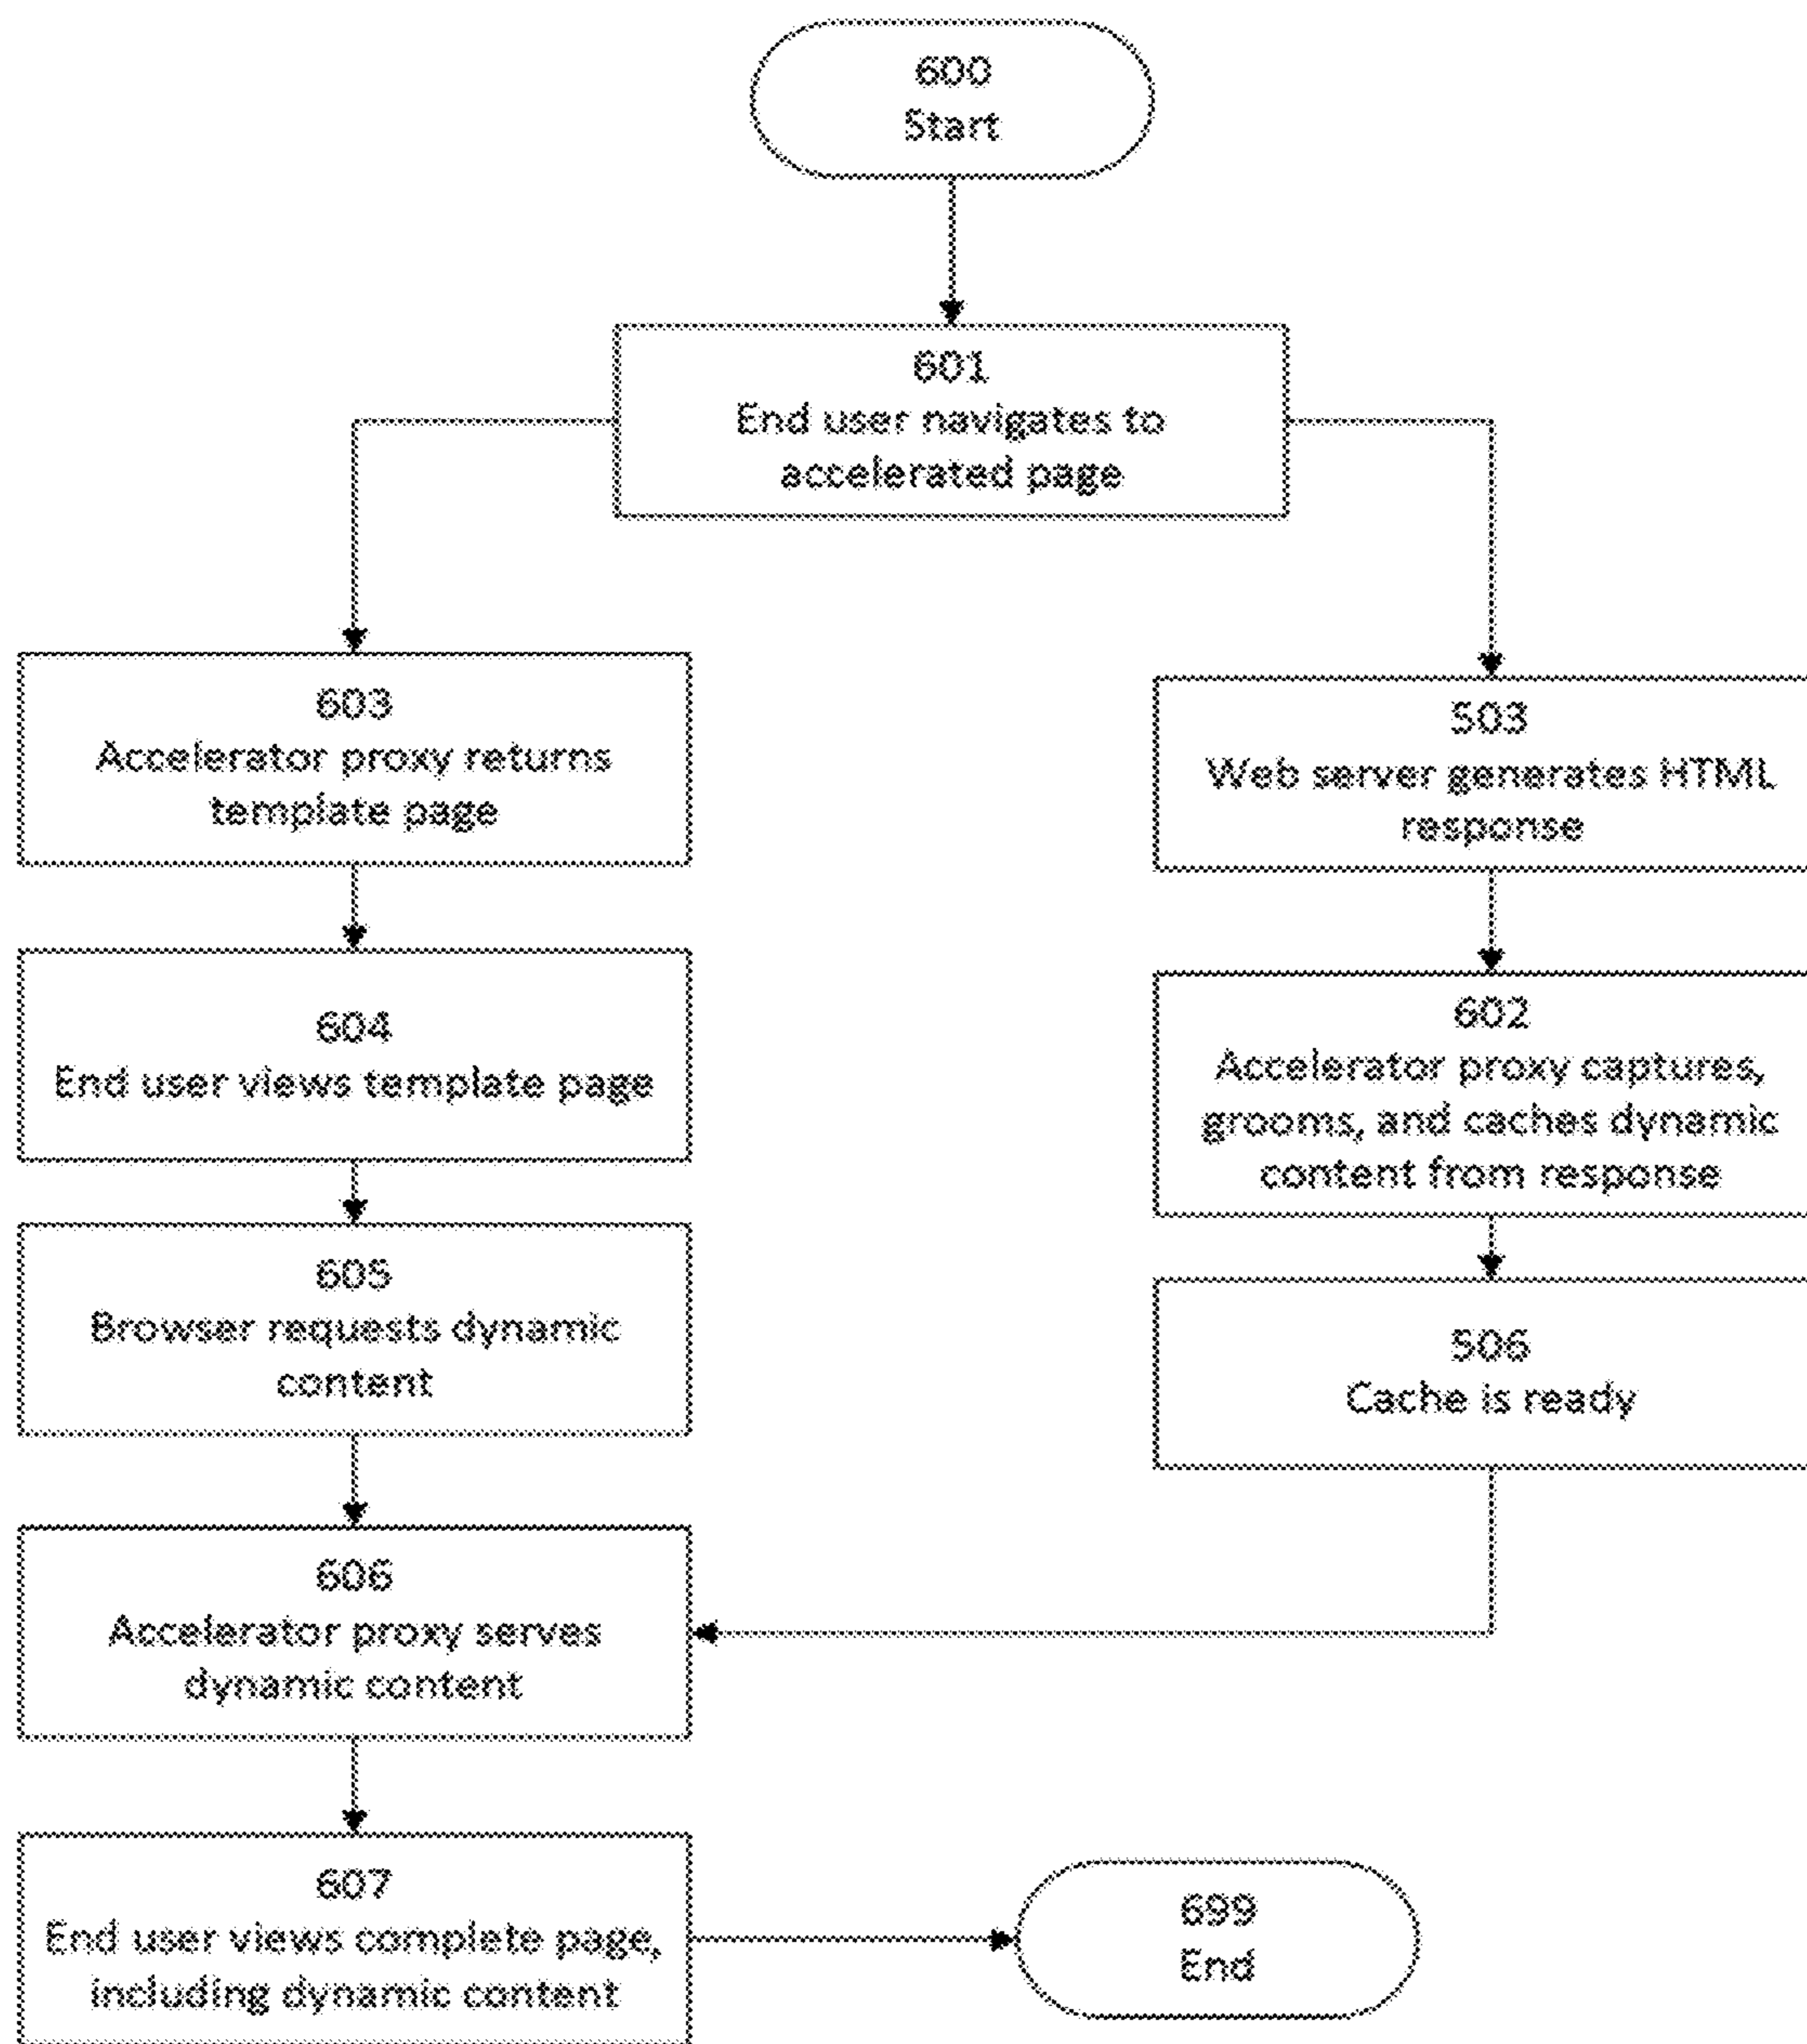 600
Start
601
End user navigates to
accelerated page
603
Accelerator proxy returns
template page
604
End user views template page
605
Browser requests dynamic
content
606
Accelerator proxy serves
dynamic content
607
End user views complete page,
including dynamic content
503
Web server generates HTML
response
602
Accelerator proxy captures,
grooms, and caches dynamic
content from response
506
Cache is ready
699
End